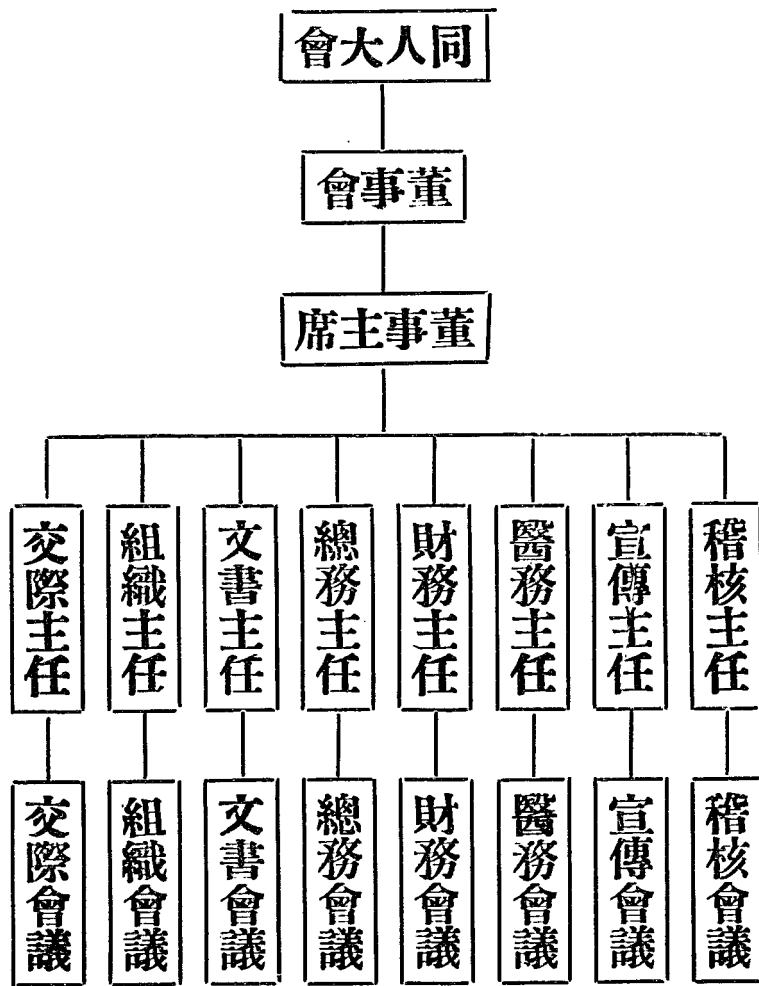 同人大會
董事會
董事主席
稽核主任
宣傳主任
醫務主任
財務主任
總務主任
文書主任
組織主任
交際主任
稽核會議
宣傳會議
醫務會議
財務會議
總務會議
文書會議
組織會議
交際會議